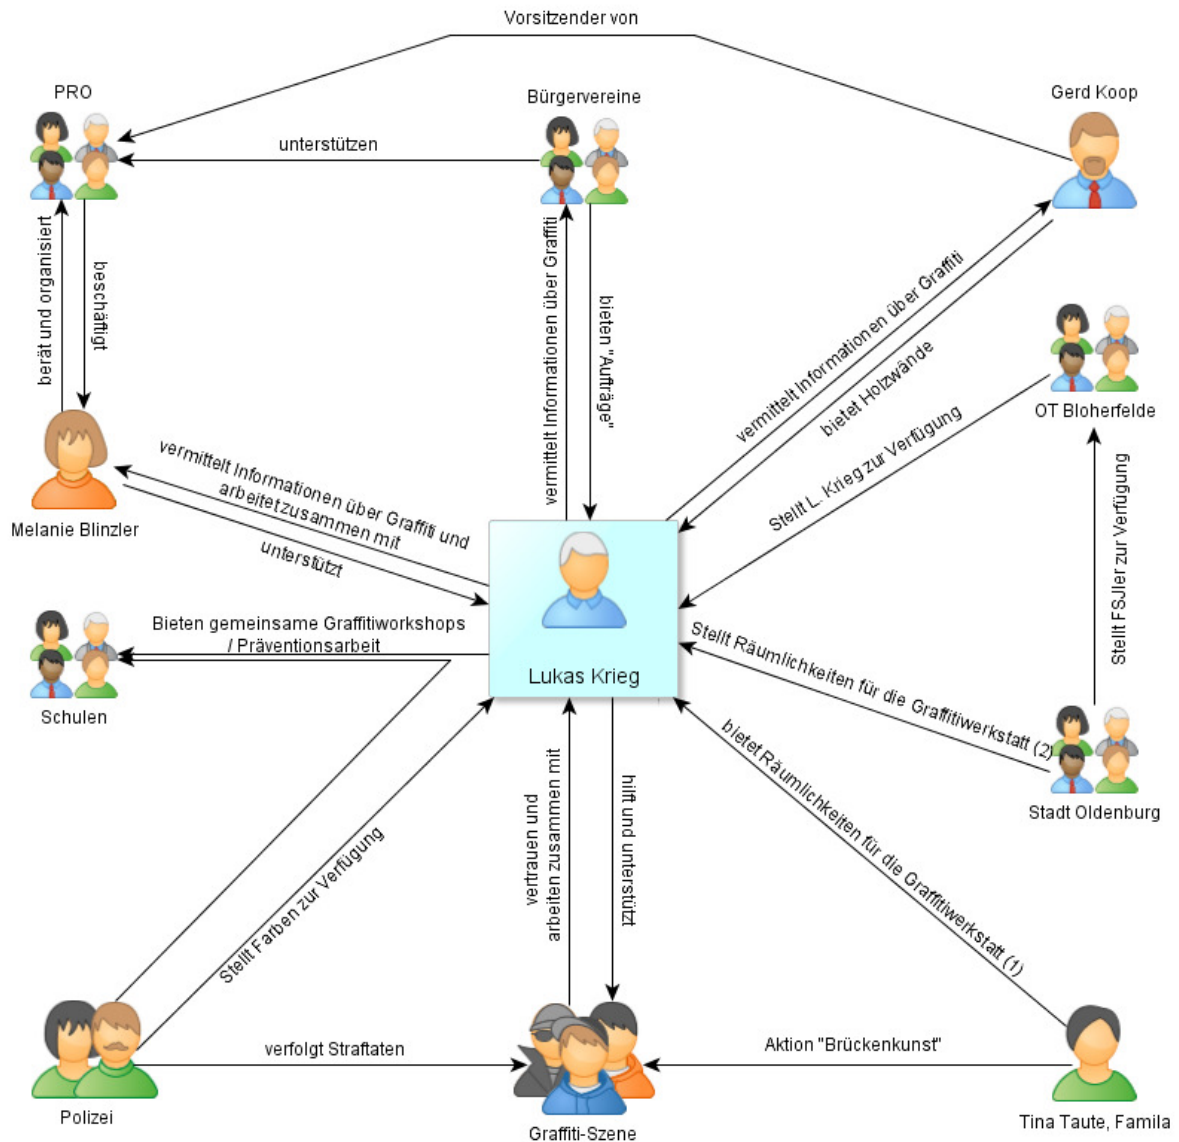 Vorsitzender von
PRO
Bürgervereine
Gerd Koop
unterstützen
berät und organisiert
beschäftigt
vermittelt Informationen über Graffiti
bieten "Aufträge"
vermittelt Informationen über Graffiti
bietet Holzwände
OT Bloherfelde
Stellt L. Krieg zur Verfügung
Stellt FSJler zur Verfügung
Melanie Blinzler
vermittelt Informationen über Graffiti und
arbeitet zusammen mit
unterstützt
Bieten gemeinsame Graffitiworkshops
/ Präventionsarbeit
Schulen
Lukas Krieg
Stellt Räumlichkeiten für die Graffitiwerkstatt (2)
bietet Räumlichkeiten für die Graffitiwerkstatt (1)
Stadt Oldenburg
Stellt Farben zur Verfügung
vertrauen und
arbeiten zusammen mit
hilft und unterstützt
verfolgt Straftaten
Aktion "Brückenkunst"
Polizei
Graffiti-Szene
Tina Taute, Famila